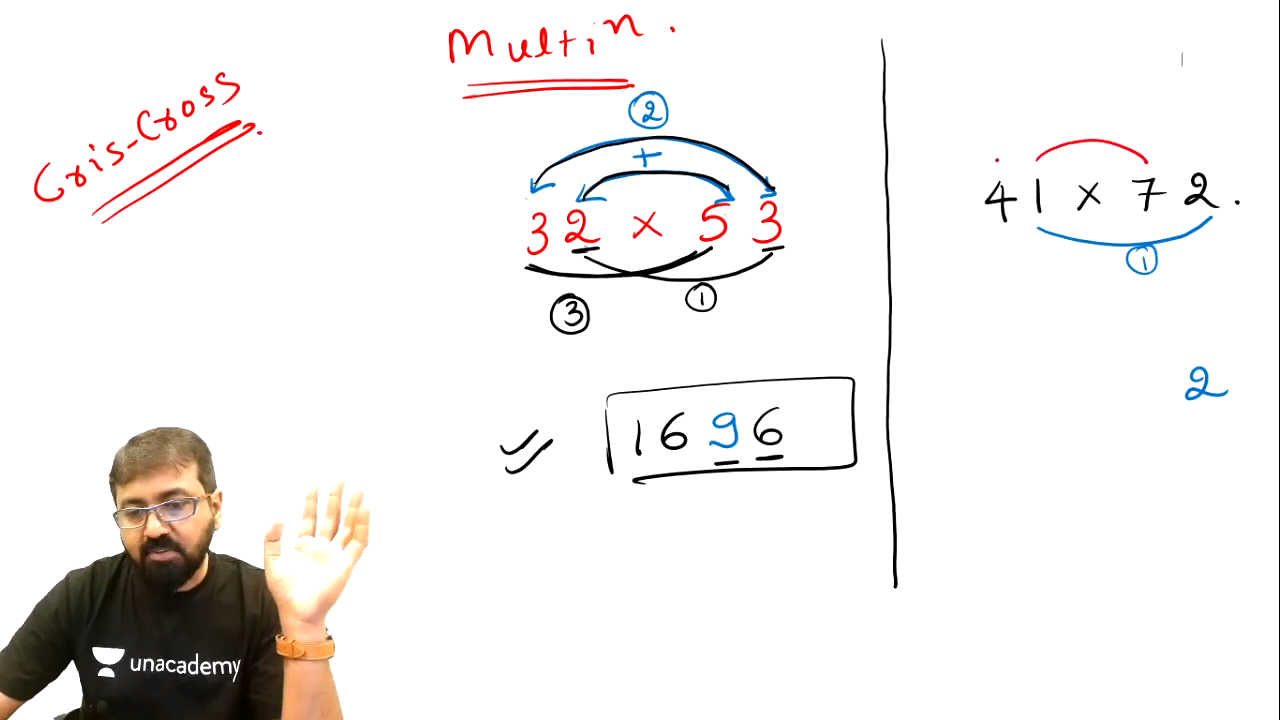 Multiⁿ.
Cris-Cross
②
+
32 × 53
③ ①
1696
41 × 72.
①
2
unacademy